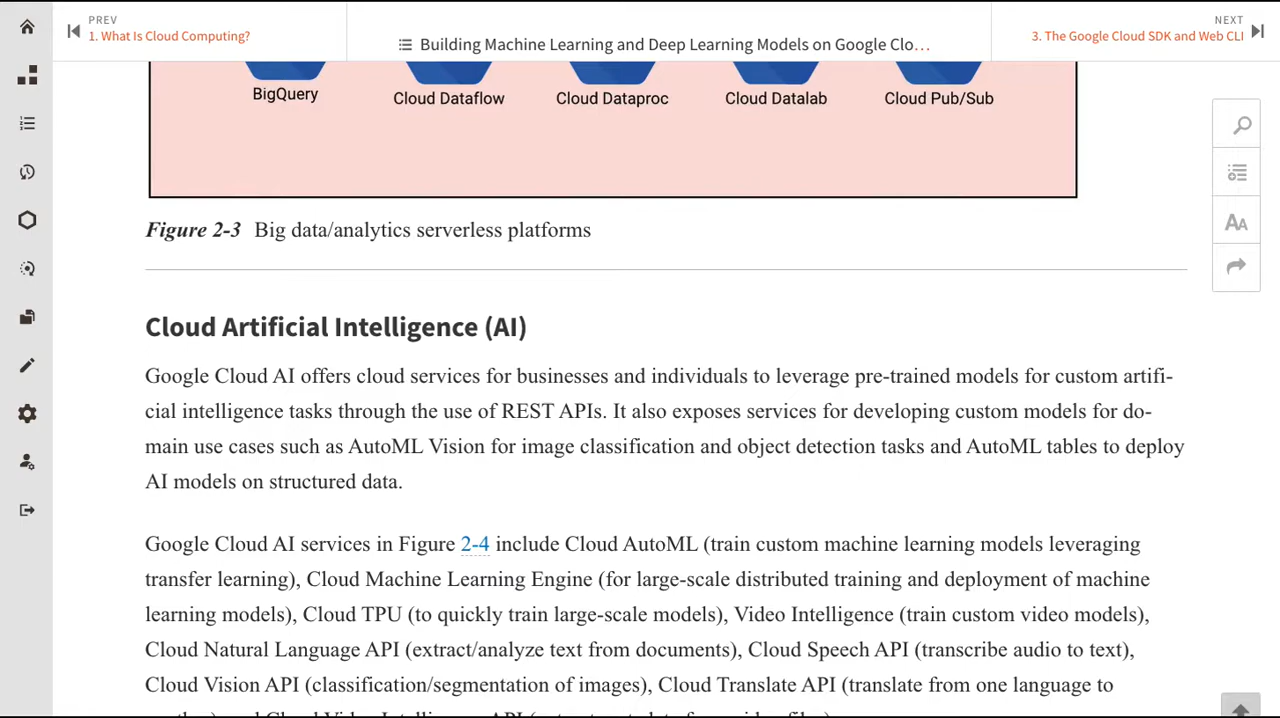 PREV
1. What Is Cloud Computing?
Building Machine Learning and Deep Learning Models on Google Clo…
NEXT
3. The Google Cloud SDK and Web CLI
BigQuery
Cloud Dataflow
Cloud Dataproc
Cloud Datalab
Cloud Pub/Sub
Figure 2-3 Big data/analytics serverless platforms
Cloud Artificial Intelligence (AI)
Google Cloud AI offers cloud services for businesses and individuals to leverage pre-trained models for custom artifi-
cial intelligence tasks through the use of REST APIs. It also exposes services for developing custom models for do-
main use cases such as AutoML Vision for image classification and object detection tasks and AutoML tables to deploy
AI models on structured data.
Google Cloud AI services in Figure 2-4 include Cloud AutoML (train custom machine learning models leveraging
transfer learning), Cloud Machine Learning Engine (for large-scale distributed training and deployment of machine
learning models), Cloud TPU (to quickly train large-scale models), Video Intelligence (train custom video models),
Cloud Natural Language API (extract/analyze text from documents), Cloud Speech API (transcribe audio to text),
Cloud Vision API (classification/segmentation of images), Cloud Translate API (translate from one language to